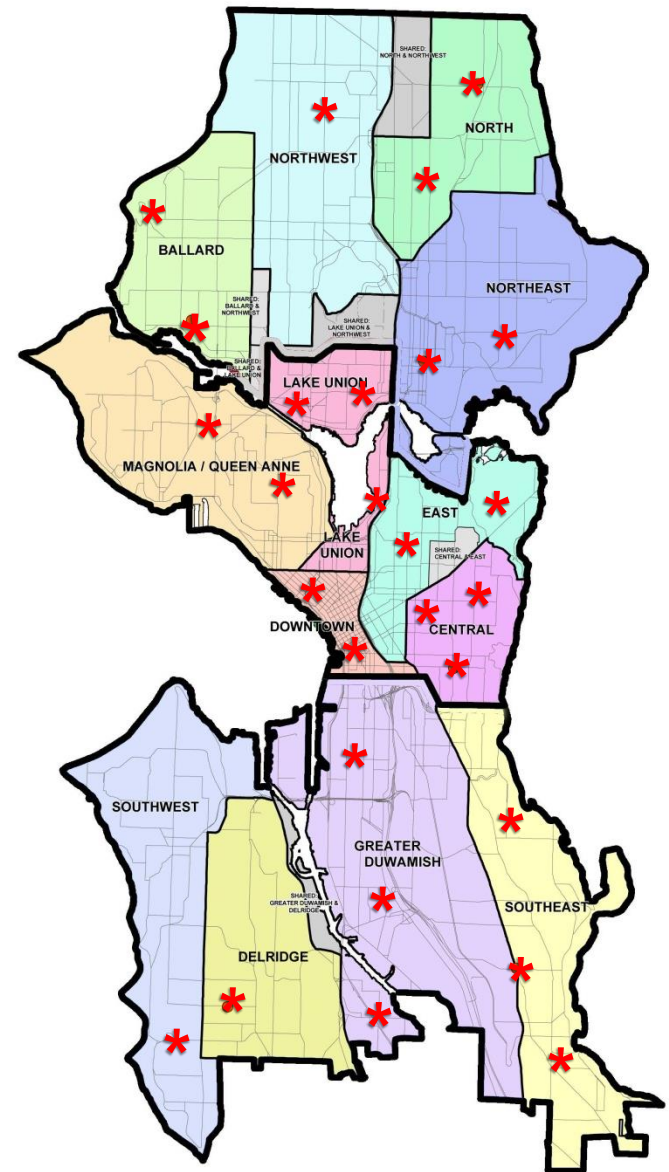 SHARED:
NORTH & NORTHWEST
NORTH
NORTHWEST
BALLARD
NORTHEAST
SHARED:
BALLARD &
NORTHWEST
SHARED:
LAKE UNION &
NORTHWEST
SHARED:
BALLARD &
LAKE UNION
LAKE UNION
MAGNOLIA / QUEEN ANNE
EAST
LAKE
UNION
SHARED:
CENTRAL & EAST
DOWNTOWN
CENTRAL
SOUTHWEST
GREATER
DUWAMISH
SHARED:
GREATER DUWAMISH &
DELRIDGE
SOUTHEAST
DELRIDGE